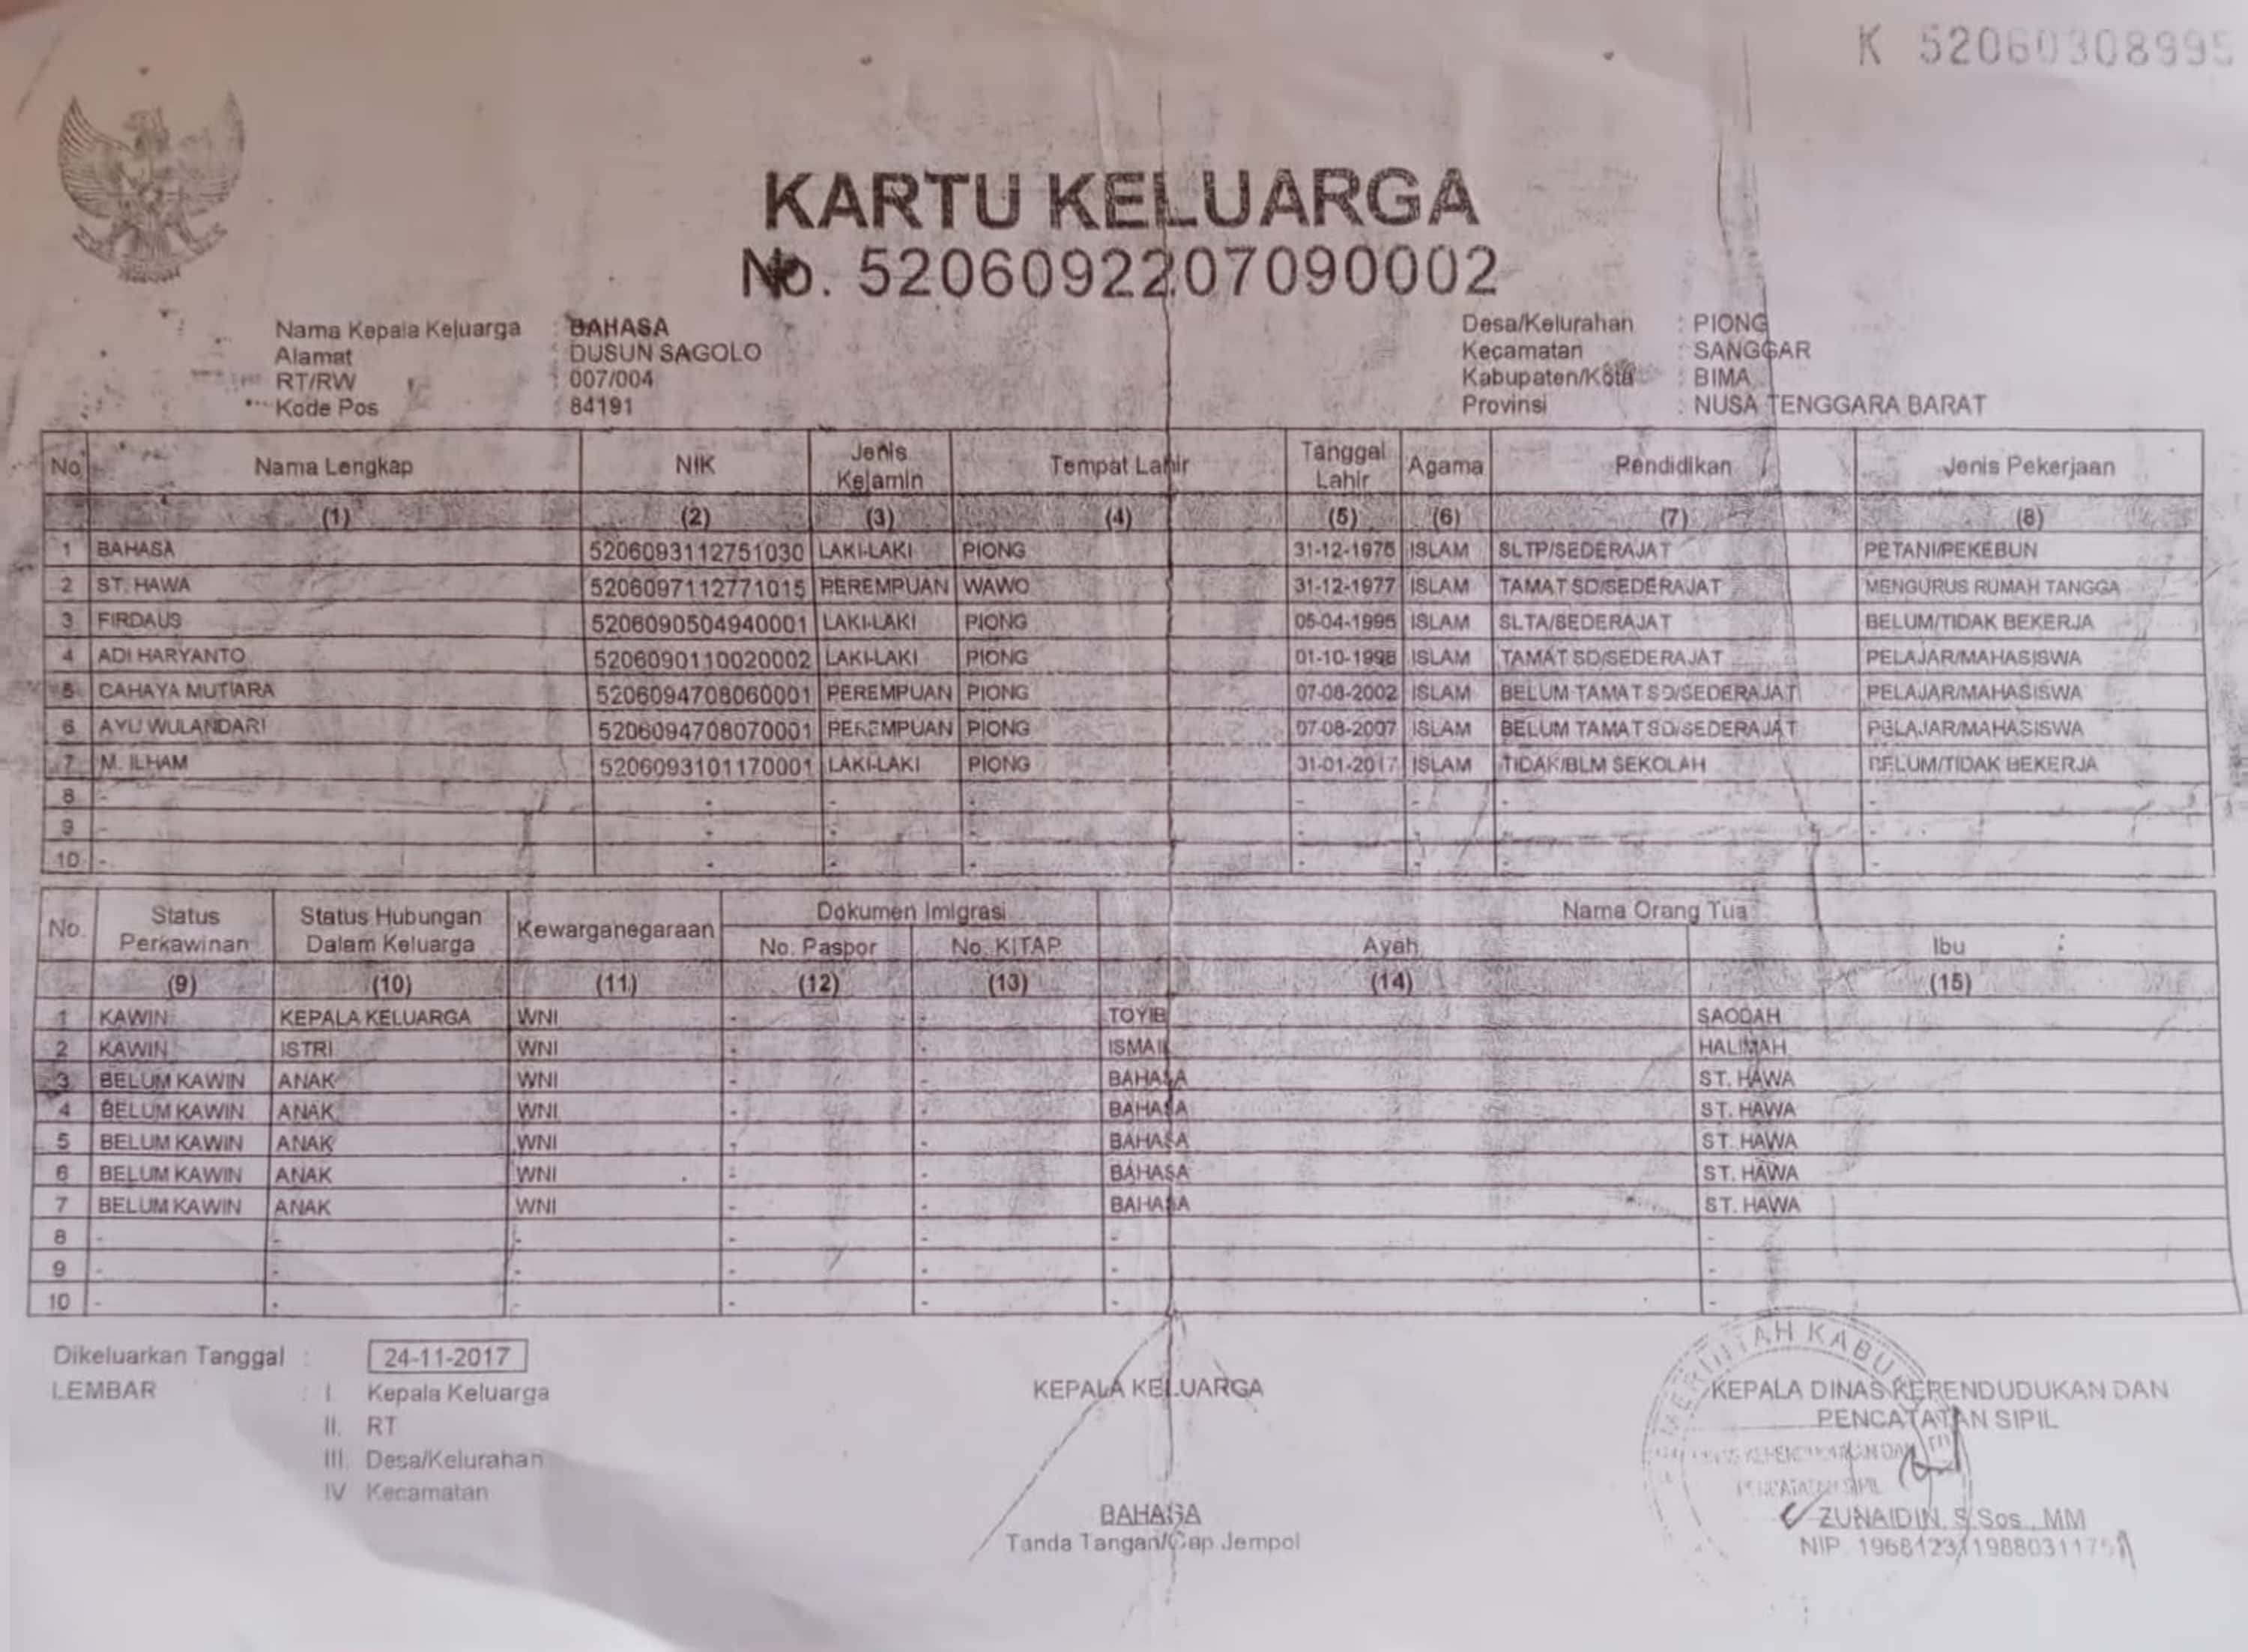 K 52060308995
KARTU KELUARGA
No. 5206092207090002
Nama Kepala Keluarga : BAHASA
Alamat : DUSUN SAGOLO
RT/RW : 007/004
Kode Pos : 84191
Desa/Kelurahan : PIONG
Kecamatan : SANGGAR
Kabupaten/Kota : BIMA
Provinsi : NUSA TENGGARA BARAT
No Nama Lengkap NIK Jenis Kelamin Tempat Lahir Tanggal Lahir Agama Pendidikan Jenis Pekerjaan
(1) (2) (3) (4) (5) (6) (7) (8)
1 BAHASA 5206093112751030 LAKI-LAKI PIONG ISLAM SLTP/SEDERAJAT PETANI/PEKEBUN
2 ST. HAWA 5206097112771015 PEREMPUAN WAWO 31-12-1977 ISLAM TAMAT SD/SEDERAJAT MENGURUS RUMAH TANGGA
3 FIRDAUS 5206090504940001 LAKI-LAKI PIONG 05-04-1995 ISLAM SLTA/SEDERAJAT BELUM/TIDAK BEKERJA
4 ADI HARYANTO 5206090110020002 LAKI-LAKI PIONG ISLAM TAMAT SD/SEDERAJAT PELAJAR/MAHASISWA
5 CAHAYA MUTIARA 5206094708060001 PEREMPUAN PIONG 07-08-2002 ISLAM BELUM TAMAT SD/SEDERAJAT PELAJAR/MAHASISWA
6 AYU WULANDARI 5206094708070001 PEREMPUAN PIONG 07-08-2007 ISLAM BELUM TAMAT SD/SEDERAJAT PELAJAR/MAHASISWA
7 M. ILHAM 5206093101170001 LAKI-LAKI PIONG 31-01-2017 ISLAM TIDAK/BLM SEKOLAH BELUM/TIDAK BEKERJA
8 - - - - - - - -
9 - - - - - - - -
10 - - - - - - - -
No. Status Perkawinan Status Hubungan Dalam Keluarga Kewarganegaraan Dokumen Imigrasi Nama Orang Tua
No. Paspor No. KITAP Ayah Ibu
(9) (10) (11) (12) (13) (14) (15)
1 KAWIN KEPALA KELUARGA WNI - - TOYIB SAODAH
2 KAWIN ISTRI WNI - - ISMAIL HALIMAH
3 BELUM KAWIN ANAK WNI - - BAHASA ST. HAWA
4 BELUM KAWIN ANAK WNI - - BAHASA ST. HAWA
5 BELUM KAWIN ANAK WNI - - BAHASA ST. HAWA
6 BELUM KAWIN ANAK WNI - - BAHASA ST. HAWA
7 BELUM KAWIN ANAK WNI - - BAHASA ST. HAWA
8 - - - - - - -
9 - - - - - - -
10 - - - - - - -
Dikeluarkan Tanggal : 24-11-2017
LEMBAR : I. Kepala Keluarga
II. RT
III. Desa/Kelurahan
IV Kecamatan
KEPALA KELUARGA
BAHASA
Tanda Tangan/Cap Jempol
KEPALA DINAS KEPENDUDUKAN DAN
PENCATATAN SIPIL
ZUNAIDIN, S.Sos., MM
NIP.